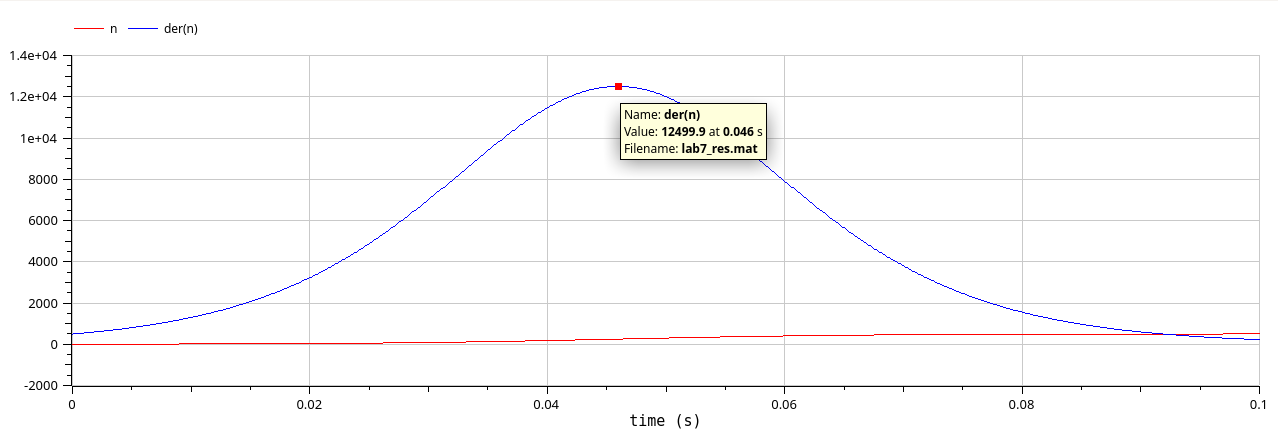 n der(n)
1.4e+04
1.2e+04
1e+04
8000
6000
4000
2000
0
-2000
Name: der(n)
Value: 12499.9 at 0.046 s
Filename: lab7_res.mat
0 0.02 0.04 0.06 0.08 0.1
time (s)